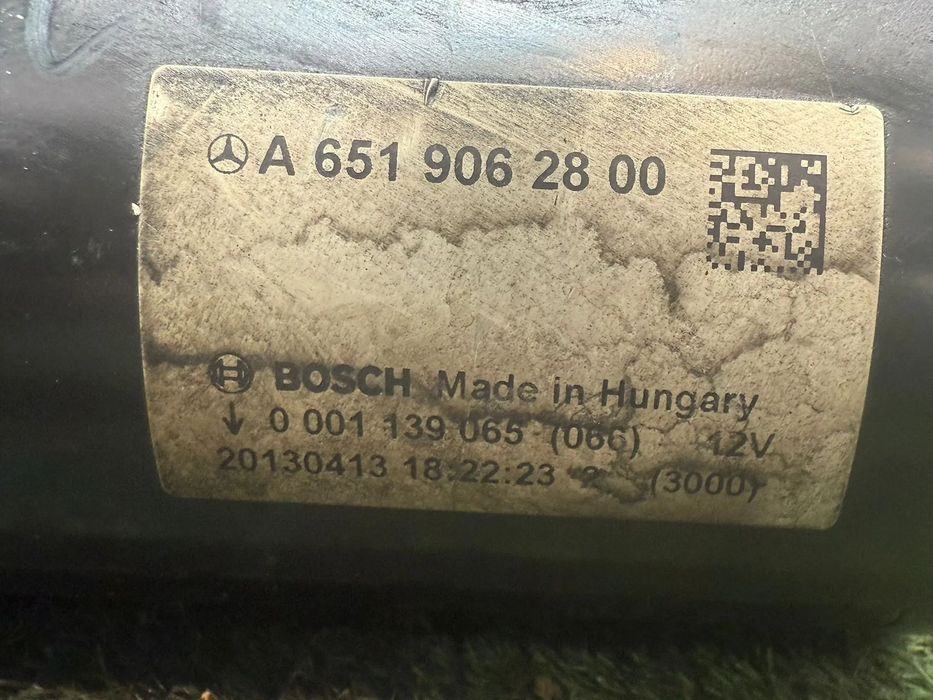 A 651 906 28 00
BOSCH Made in Hungary
↓ 0 001 139 065 (066) 12V
20130413 18:22:23 2 (3000)